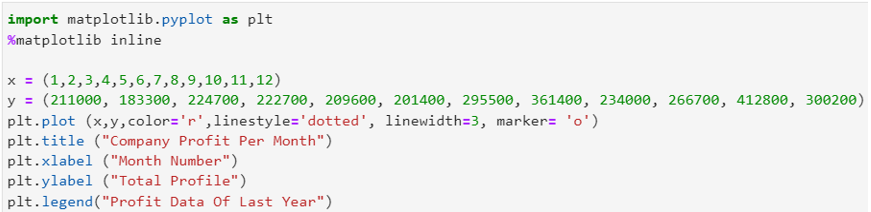 import matplotlib.pyplot as plt
%matplotlib inline
x = (1,2,3,4,5,6,7,8,9,10,11,12)
y = (211000, 183300, 224700, 222700, 209600, 201400, 295500, 361400, 234000, 266700, 412800, 300200)
plt.plot (x,y,color='r',linestyle='dotted', linewidth=3, marker= 'o')
plt.title ("Company Profit Per Month")
plt.xlabel ("Month Number")
plt.ylabel ("Total Profile")
plt.legend("Profit Data Of Last Year")